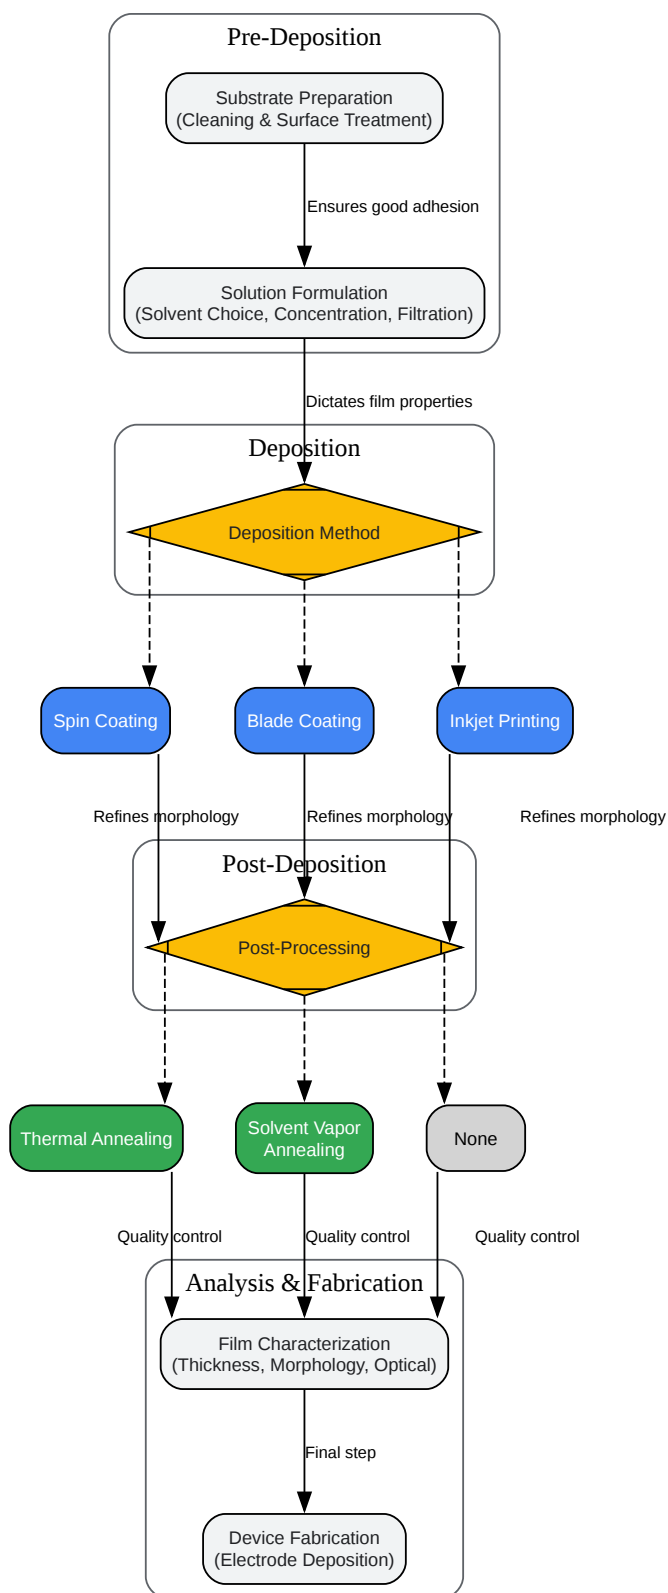 Pre-Deposition
Substrate Preparation
(Cleaning & Surface Treatment)
Ensures good adhesion
Solution Formulation
(Solvent Choice, Concentration, Filtration)
Dictates film properties
Deposition
Deposition Method
Spin Coating
Blade Coating
Inkjet Printing
Refines morphology
Refines morphology
Refines morphology
Post-Deposition
Post-Processing
Thermal Annealing
Solvent Vapor
Annealing
None
Quality control
Quality control
Quality control
Analysis & Fabrication
Film Characterization
(Thickness, Morphology, Optical)
Final step
Device Fabrication
(Electrode Deposition)